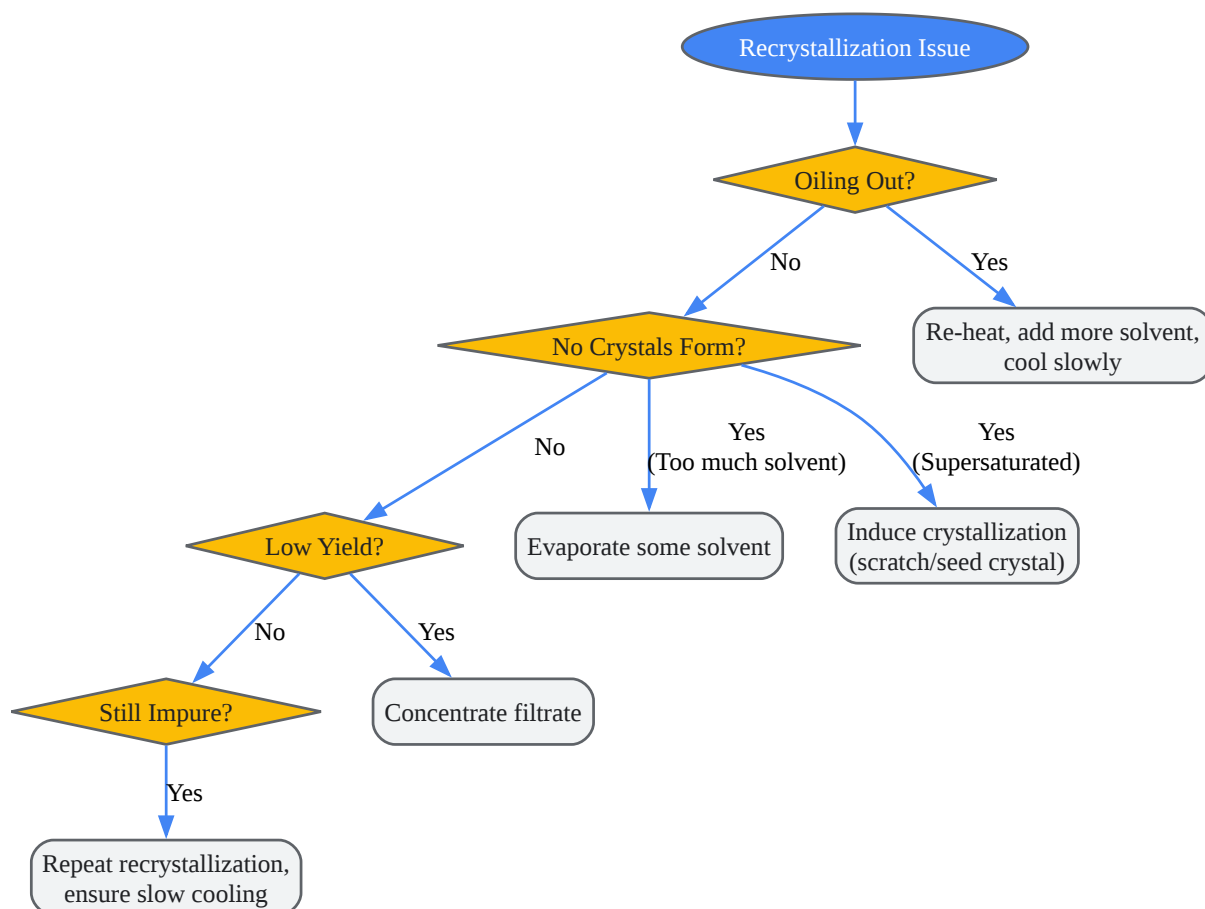 Recrystallization Issue
Oiling Out?
No
Yes
No Crystals Form?
Re-heat, add more solvent,
cool slowly
No
Yes
(Too much solvent)
Yes
(Supersaturated)
Low Yield?
Evaporate some solvent
Induce crystallization
(scratch/seed crystal)
No
Yes
Still Impure?
Concentrate filtrate
Yes
Repeat recrystallization,
ensure slow cooling